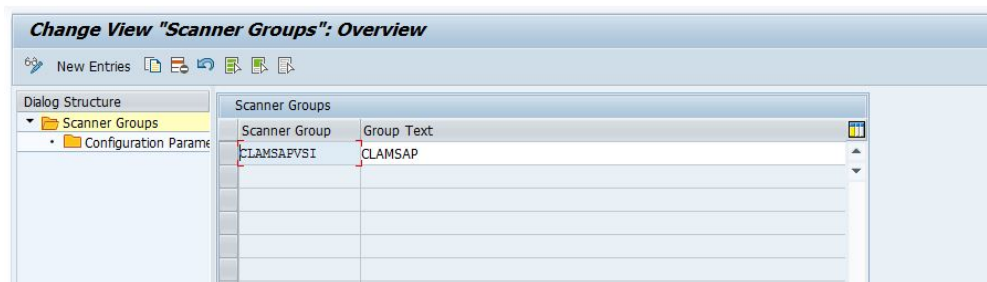 Change View "Scanner Groups": Overview
New Entries
Dialog Structure
Scanner Groups
Configuration Parame
Scanner Groups
Scanner Group Group Text
CLAMSAPVSI CLAMSAP